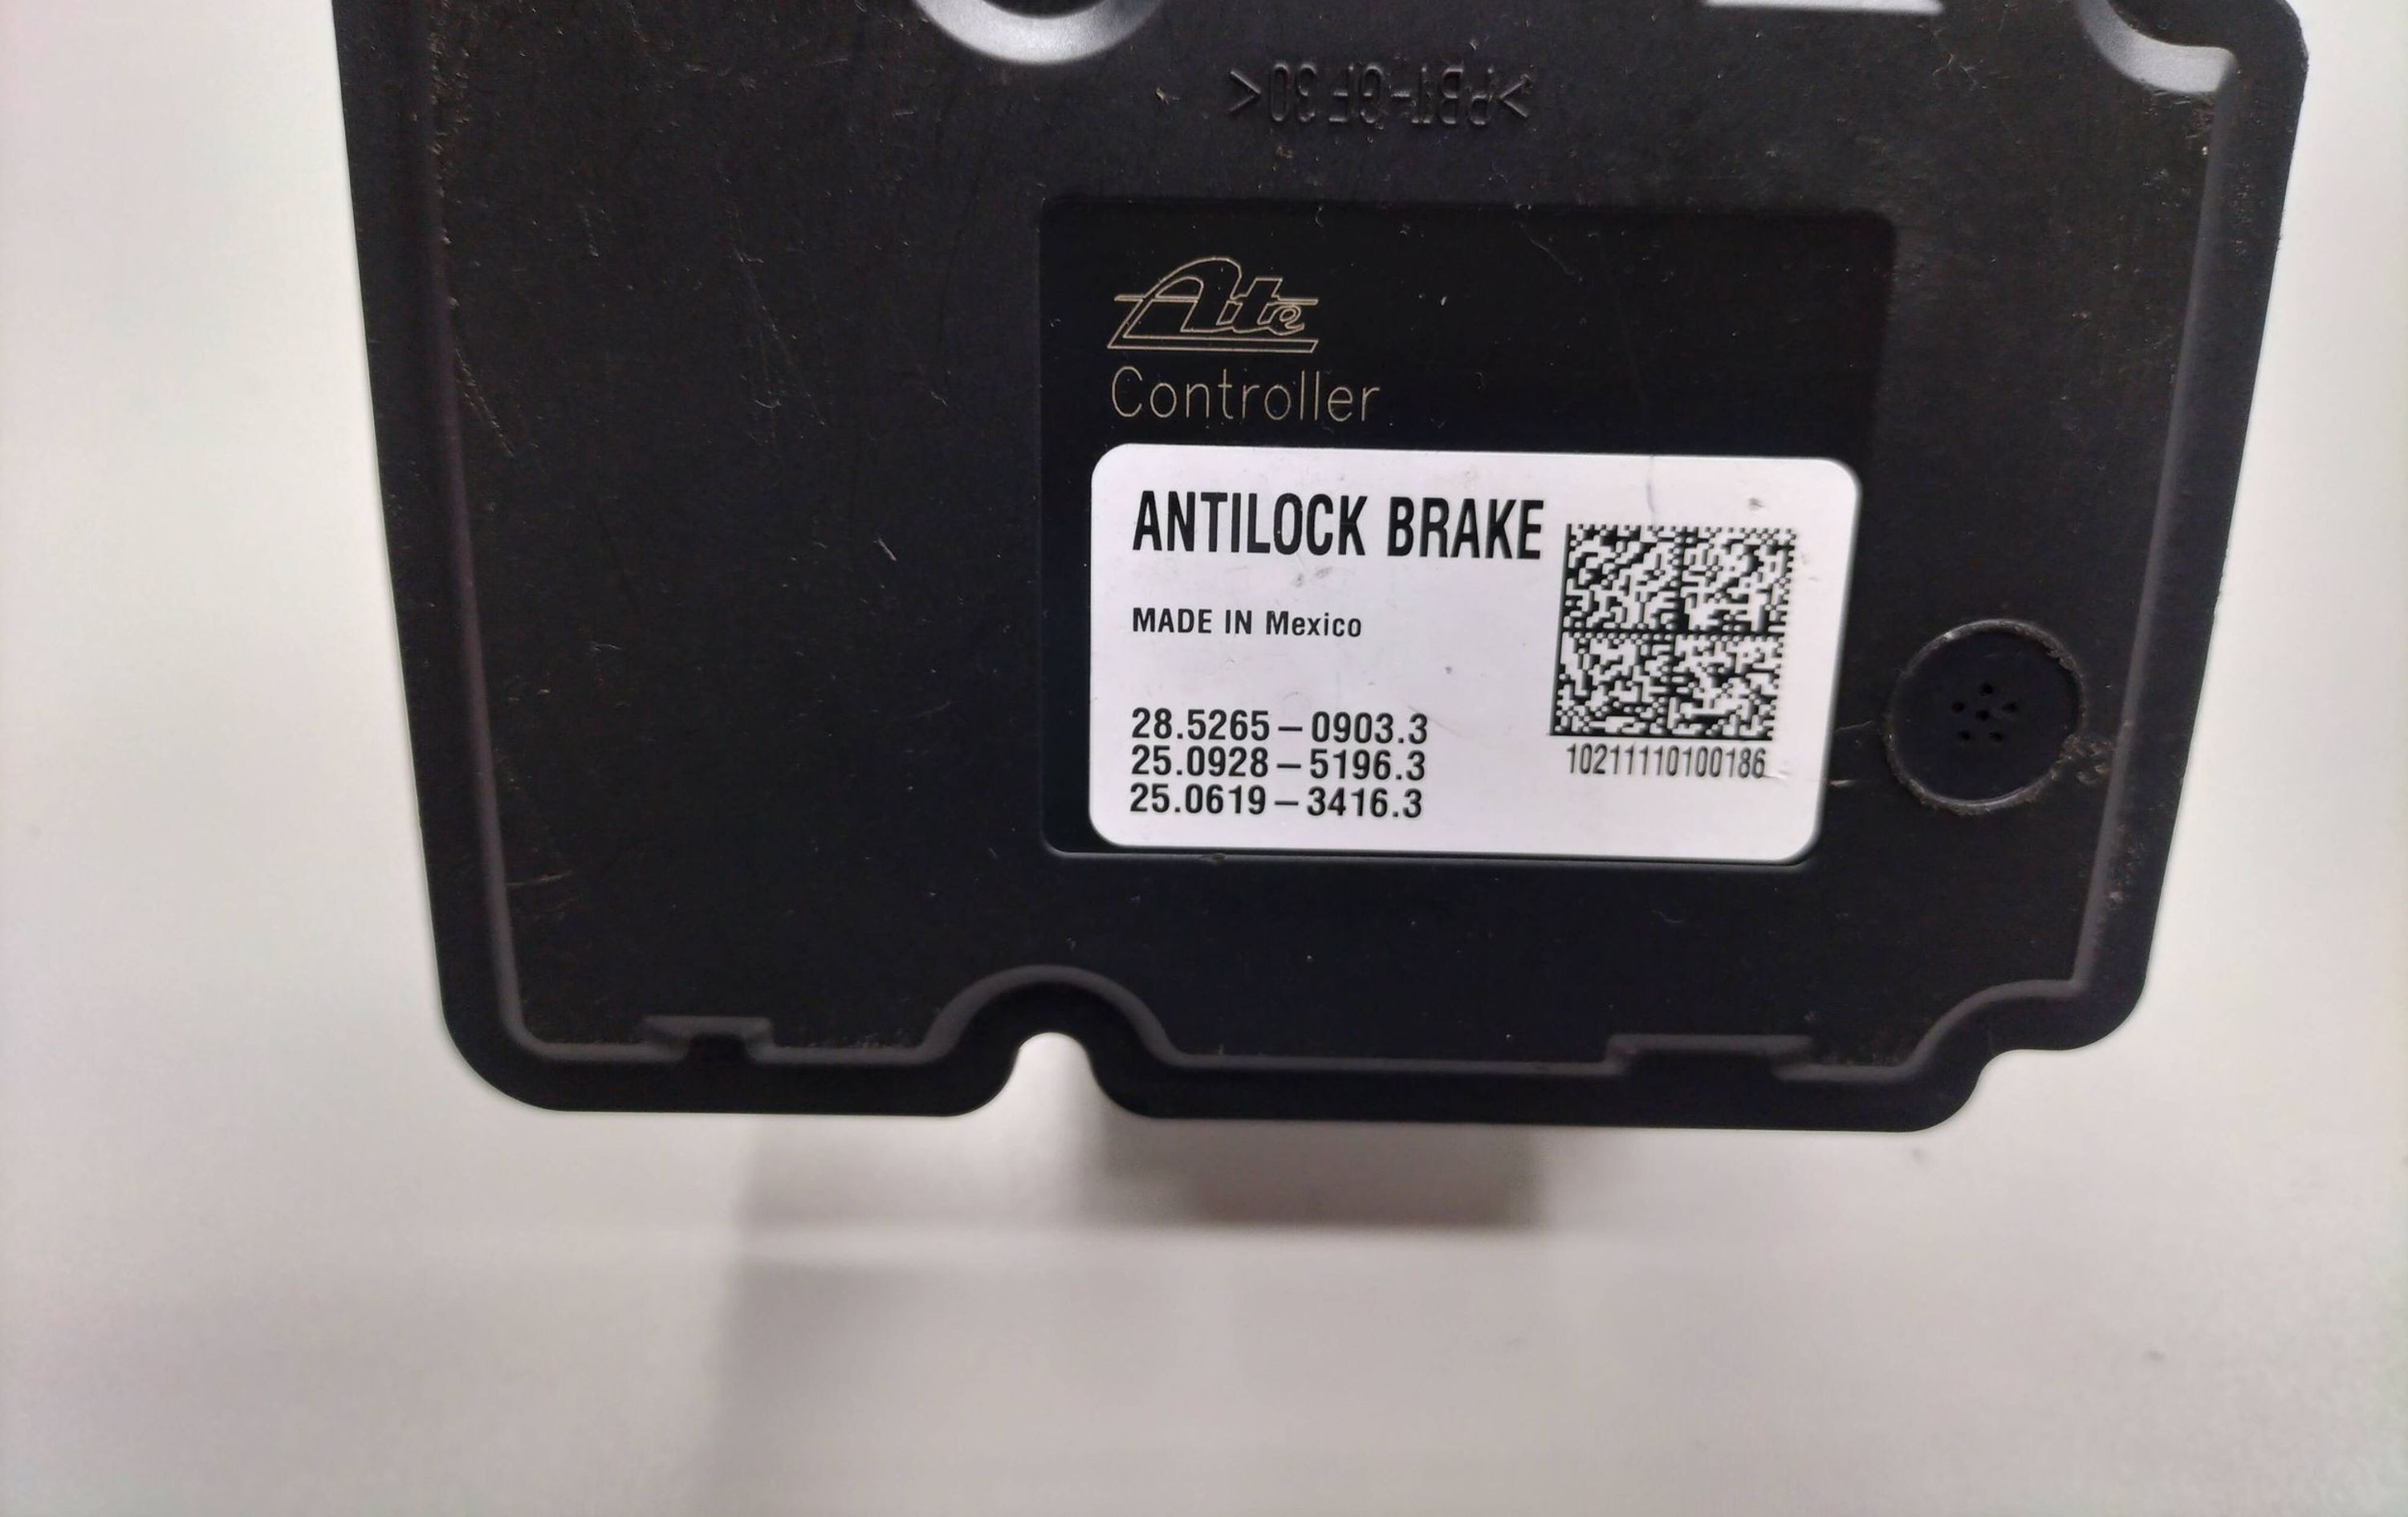 >PBT-GF30<
Ate
Controller
ANTILOCK BRAKE
MADE IN Mexico
28.5265-0903.3
25.0928-5196.3
25.0619-3416.3
10211110100186